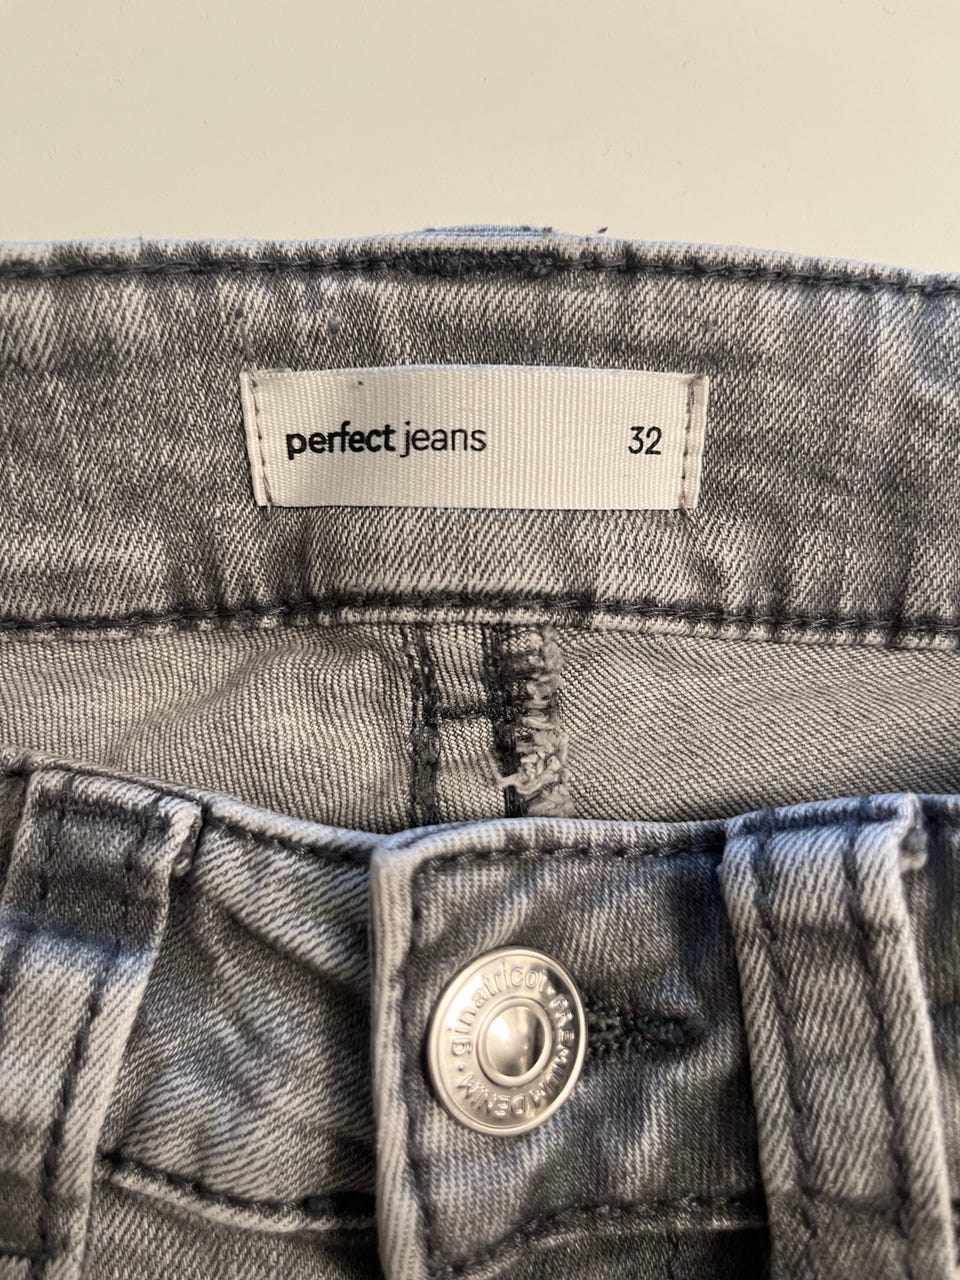 perfect jeans 32
ginatricot · PREMIUM DENIM ·